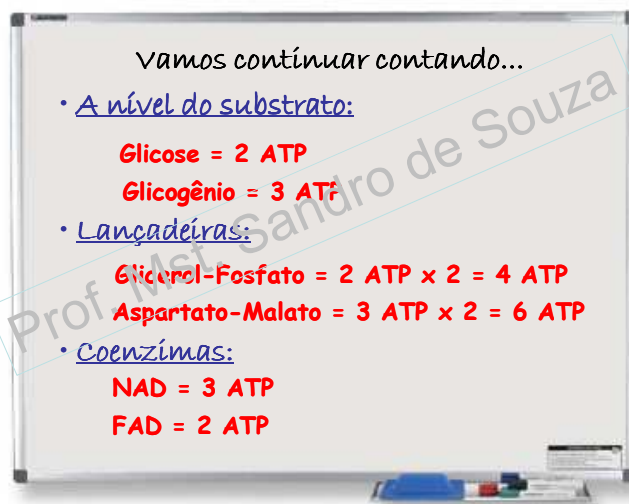 Vamos continuar contando...
• A nível do substrato:
Glicose = 2 ATP
Glicogênio = 3 ATP
• Lançadeiras:
Glicerol-Fosfato = 2 ATP x 2 = 4 ATP
Aspartato-Malato = 3 ATP x 2 = 6 ATP
• Coenzimas:
NAD = 3 ATP
FAD = 2 ATP
Prof. Mst. Sandro de Souza